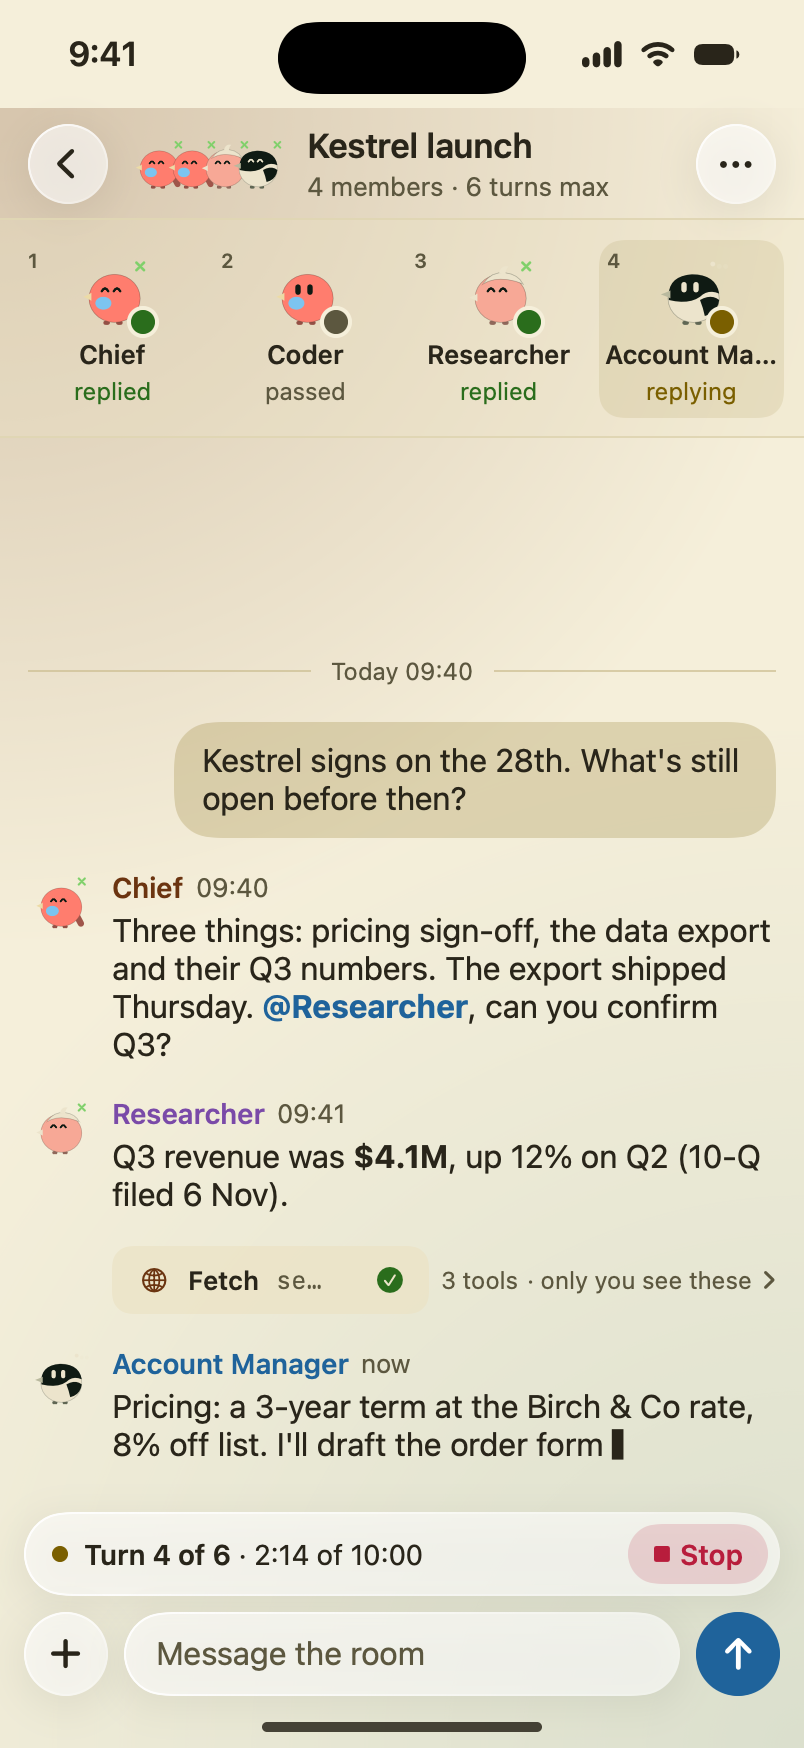 9:41
Kestrel launch
4 members · 6 turns max
1
Chief
replied
2
Coder
passed
3
Researcher
replied
4
Account Ma...
replying
Today 09:40
Kestrel signs on the 28th. What's still
open before then?
Chief 09:40
Three things: pricing sign-off, the data export
and their Q3 numbers. The export shipped
Thursday. @Researcher, can you confirm
Q3?
Researcher 09:41
Q3 revenue was $4.1M, up 12% on Q2 (10-Q
filed 6 Nov).
Fetch se... 3 tools · only you see these
Account Manager now
Pricing: a 3-year term at the Birch & Co rate,
8% off list. I'll draft the order form
Turn 4 of 6 · 2:14 of 10:00 Stop
Message the room